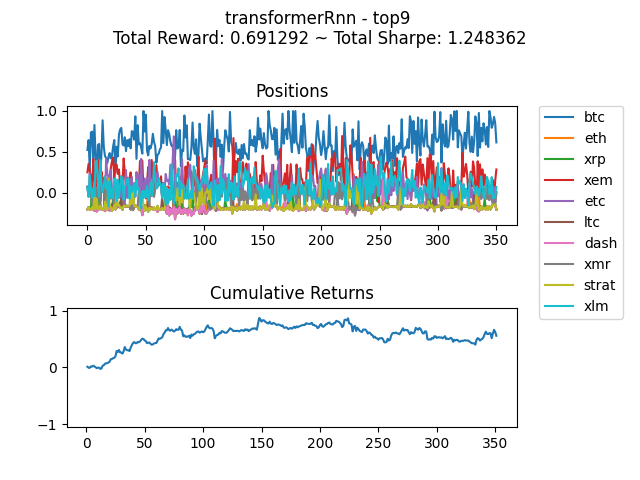 transformerRnn - top9
Total Reward: 0.691292 ~ Total Sharpe: 1.248362
Positions
1.0
0.5
0.0
0 50 100 150 200 250 300 350
btc
eth
xrp
xem
etc
ltc
dash
xmr
strat
xlm
Cumulative Returns
1
0
−1
0 50 100 150 200 250 300 350